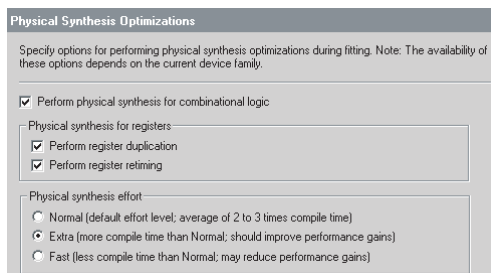 Physical Synthesis Optimizations
Specify options for performing physical synthesis optimizations during fitting. Note: The availability of
these options depends on the current device family.
Perform physical synthesis for combinational logic
Physical synthesis for registers
Perform register duplication
Perform register retiming
Physical synthesis effort
Normal (default effort level; average of 2 to 3 times compile time)
Extra (more compile time than Normal; should improve performance gains)
Fast (less compile time than Normal; may reduce performance gains)